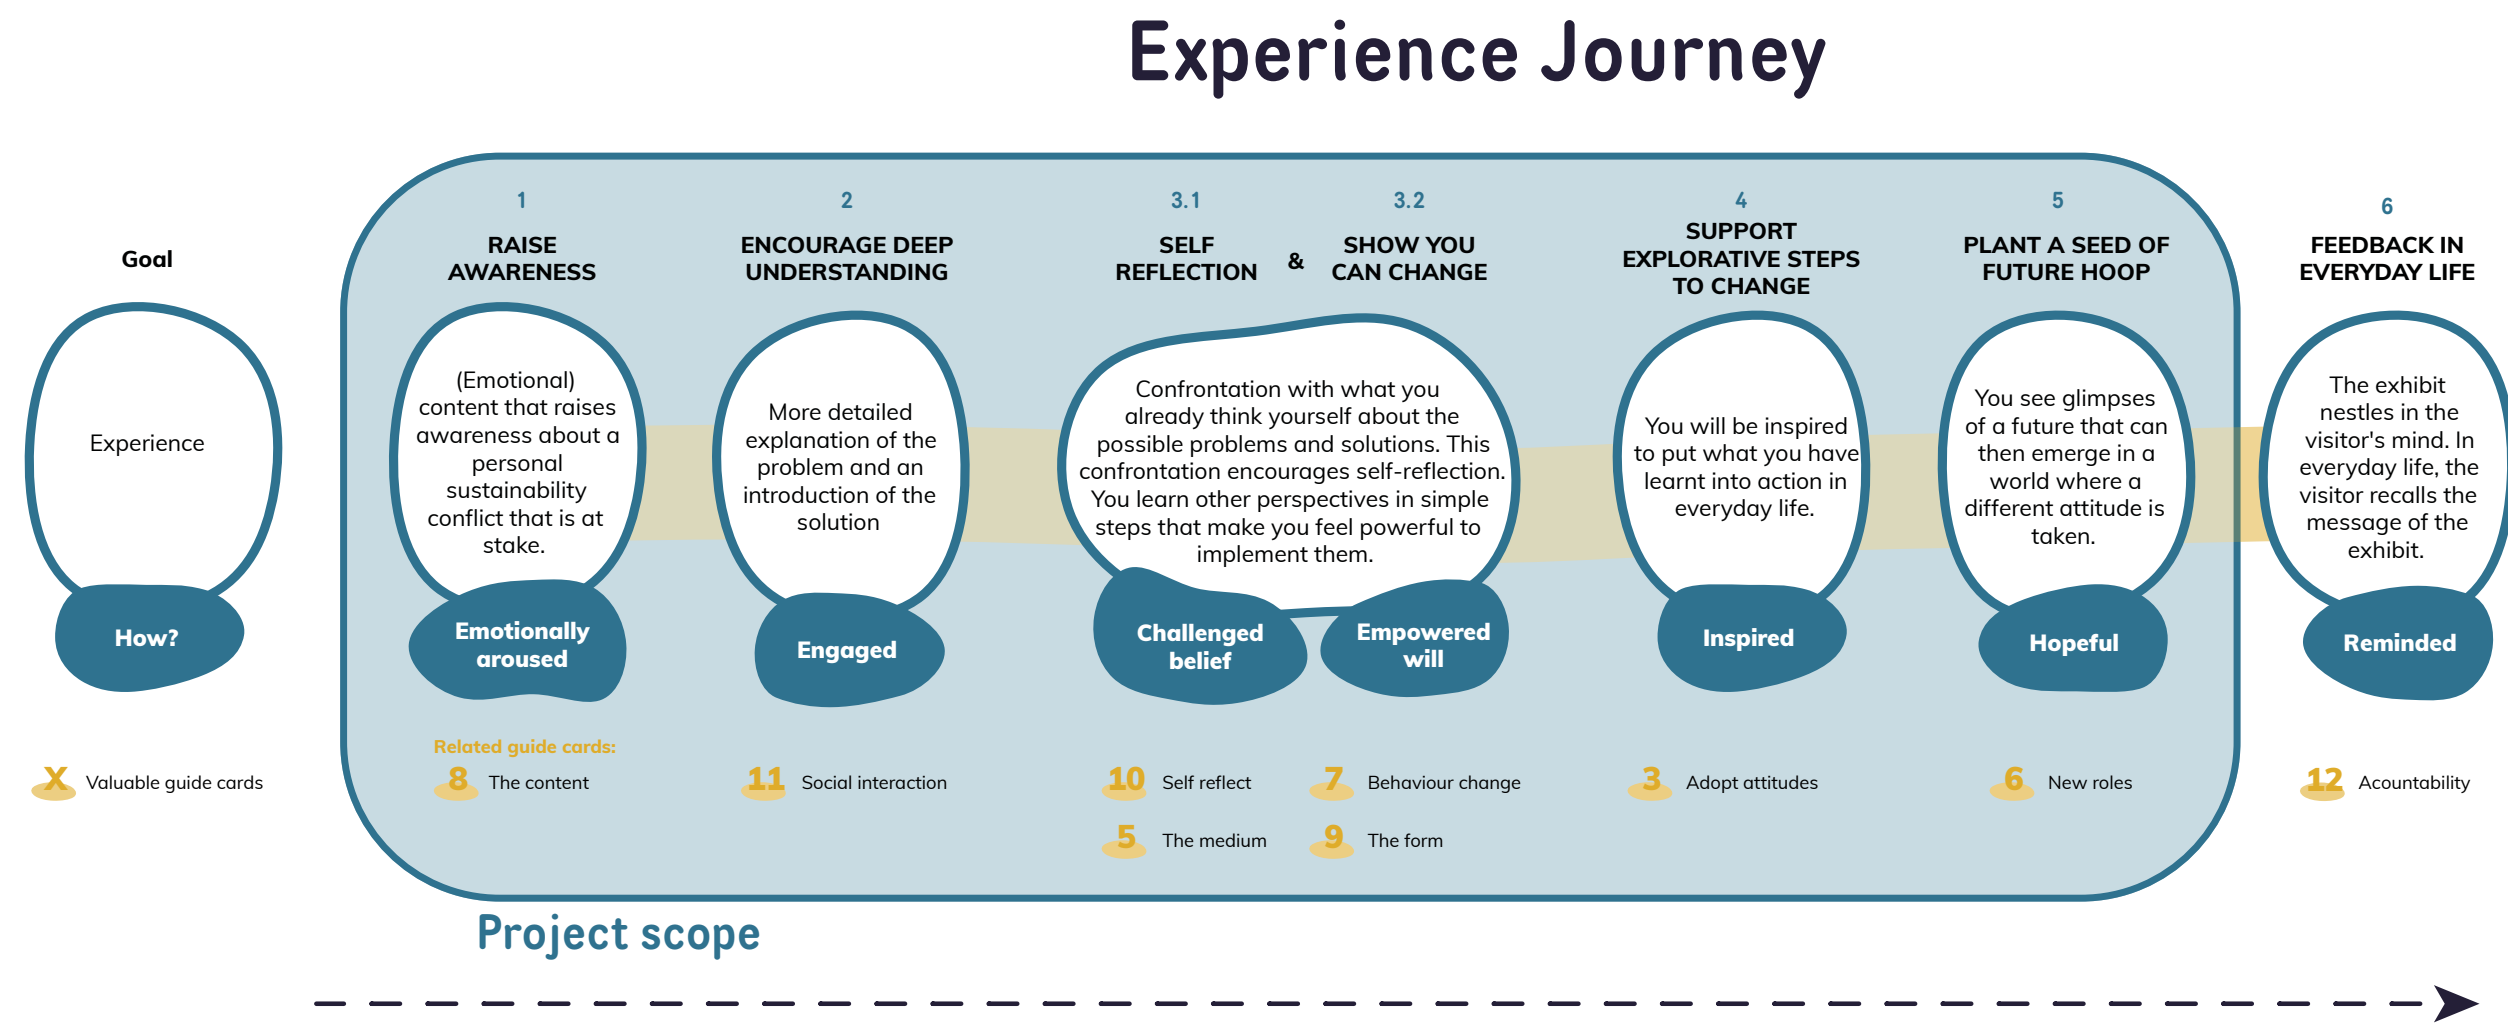 Experience Journey
Goal
Experience
How?
X Valuable guide cards
1
RAISE
AWARENESS
(Emotional)
content that raises
awareness about a
personal
sustainability
conflict that is at
stake.
Emotionally
aroused
Related guide cards:
8 The content
2
ENCOURAGE DEEP
UNDERSTANDING
More detailed
explanation of the
problem and an
introduction of the
solution
Engaged
11 Social interaction
3.1
SELF
REFLECTION
&
3.2
SHOW YOU
CAN CHANGE
Confrontation with what you
already think yourself about the
possible problems and solutions. This
confrontation encourages self-reflection.
You learn other perspectives in simple
steps that make you feel powerful to
implement them.
Challenged
belief
Empowered
will
10 Self reflect
5 The medium
7 Behaviour change
9 The form
4
SUPPORT
EXPLORATIVE STEPS
TO CHANGE
You will be inspired
to put what you have
learnt into action in
everyday life.
Inspired
3 Adopt attitudes
5
PLANT A SEED OF
FUTURE HOOP
You see glimpses
of a future that can
then emerge in a
world where a
different attitude is
taken.
Hopeful
6 New roles
6
FEEDBACK IN
EVERYDAY LIFE
The exhibit
nestles in the
visitor's mind. In
everyday life, the
visitor recalls the
message of the
exhibit.
Reminded
12 Acountability
Project scope